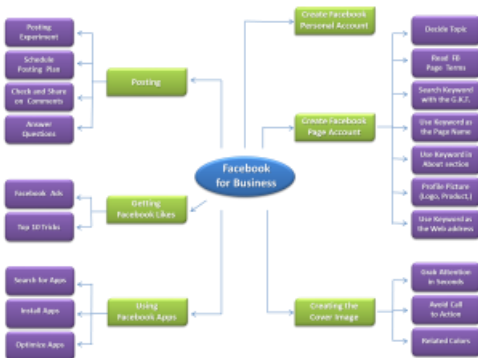 Posting
Experiment
Schedule
Posting Plan
Check and Share
on Comments
Answer
Questions
Posting
Create Facebook
Personal Account
Create Facebook
Page Account
Decide Topic
Read FB
Page Terms
Search Keyword
with the G.K.T.
Use Keyword as
the Page Name
Use Keyword in
About section
Profile Picture
(Logo, Product,)
Use Keyword as
the Web address
Facebook
for Business
Facebook Ads
Top 10 Tricks
Getting
Facebook Likes
Search for Apps
Install Apps
Optimize Apps
Using
Facebook Apps
Creating the
Cover Image
Grab Attention
in Seconds
Avoid Call
to Action
Related Colors